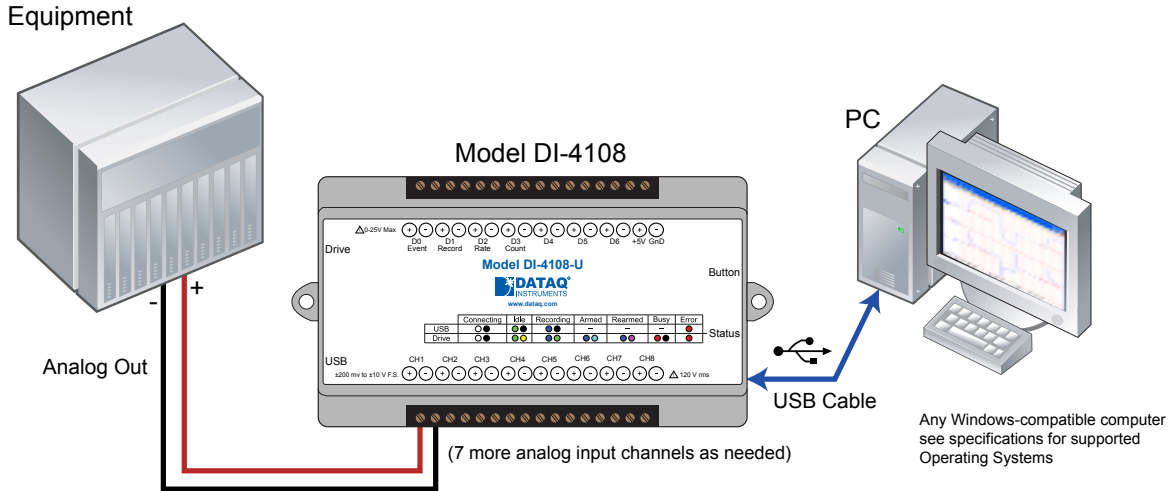 Equipment
PC
Model DI-4108
⚠ 0-25V Max + - + - + - + - + - + - + - + -
D0 D1 D2 D3 D4 D5 D6 +5V GnD
Event Record Rate Count
Drive
Model DI-4108-U
Button
DATAQ®
INSTRUMENTS
www.dataq.com
Connecting Idle Recording Armed Rearmed Busy Error
USB – – –
Drive
Status
- +
Analog Out
USB
CH1 CH2 CH3 CH4 CH5 CH6 CH7 CH8
±200 mv to ±10 V F.S. + - + - + - + - + - + - + - + - ⚠ 120 V rms
USB Cable
(7 more analog input channels as needed)
Any Windows-compatible computer
see specifications for supported
Operating Systems